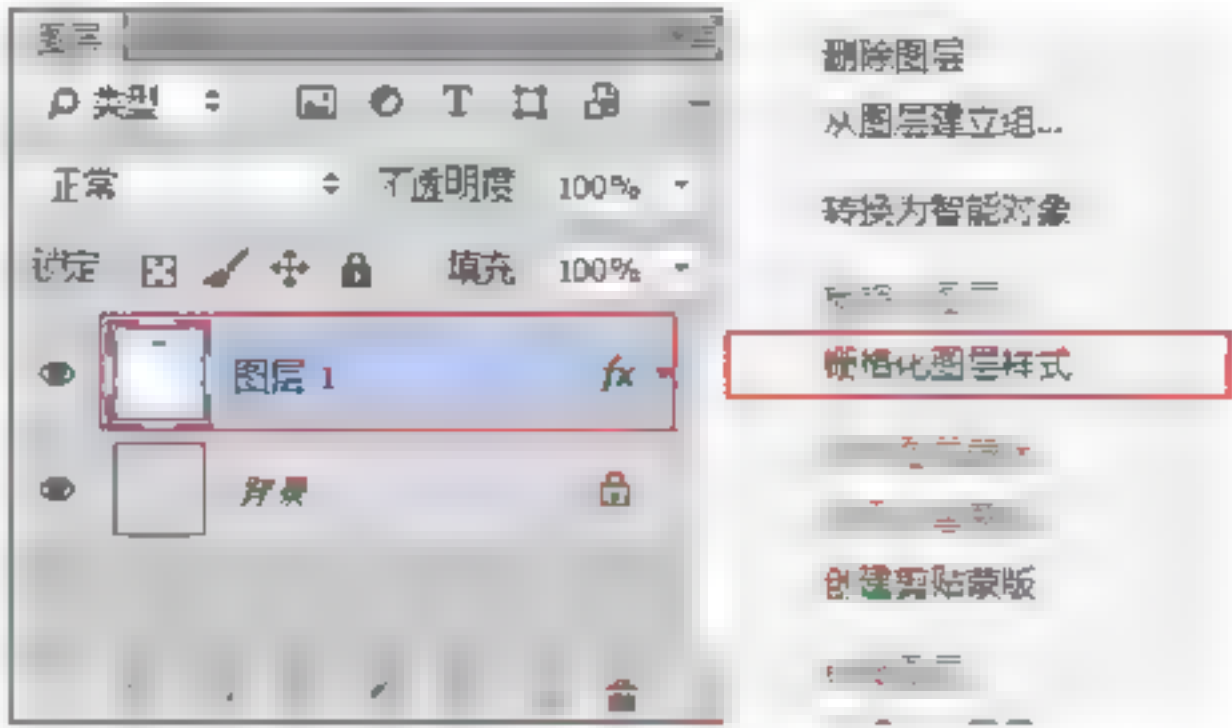 图层
类型
正常 不透明度 100%
锁定 填充 100%
图层 1 fx
背景
删除图层
从图层建立组...
转换为智能对象
栅格化图层样式
创建剪贴蒙版